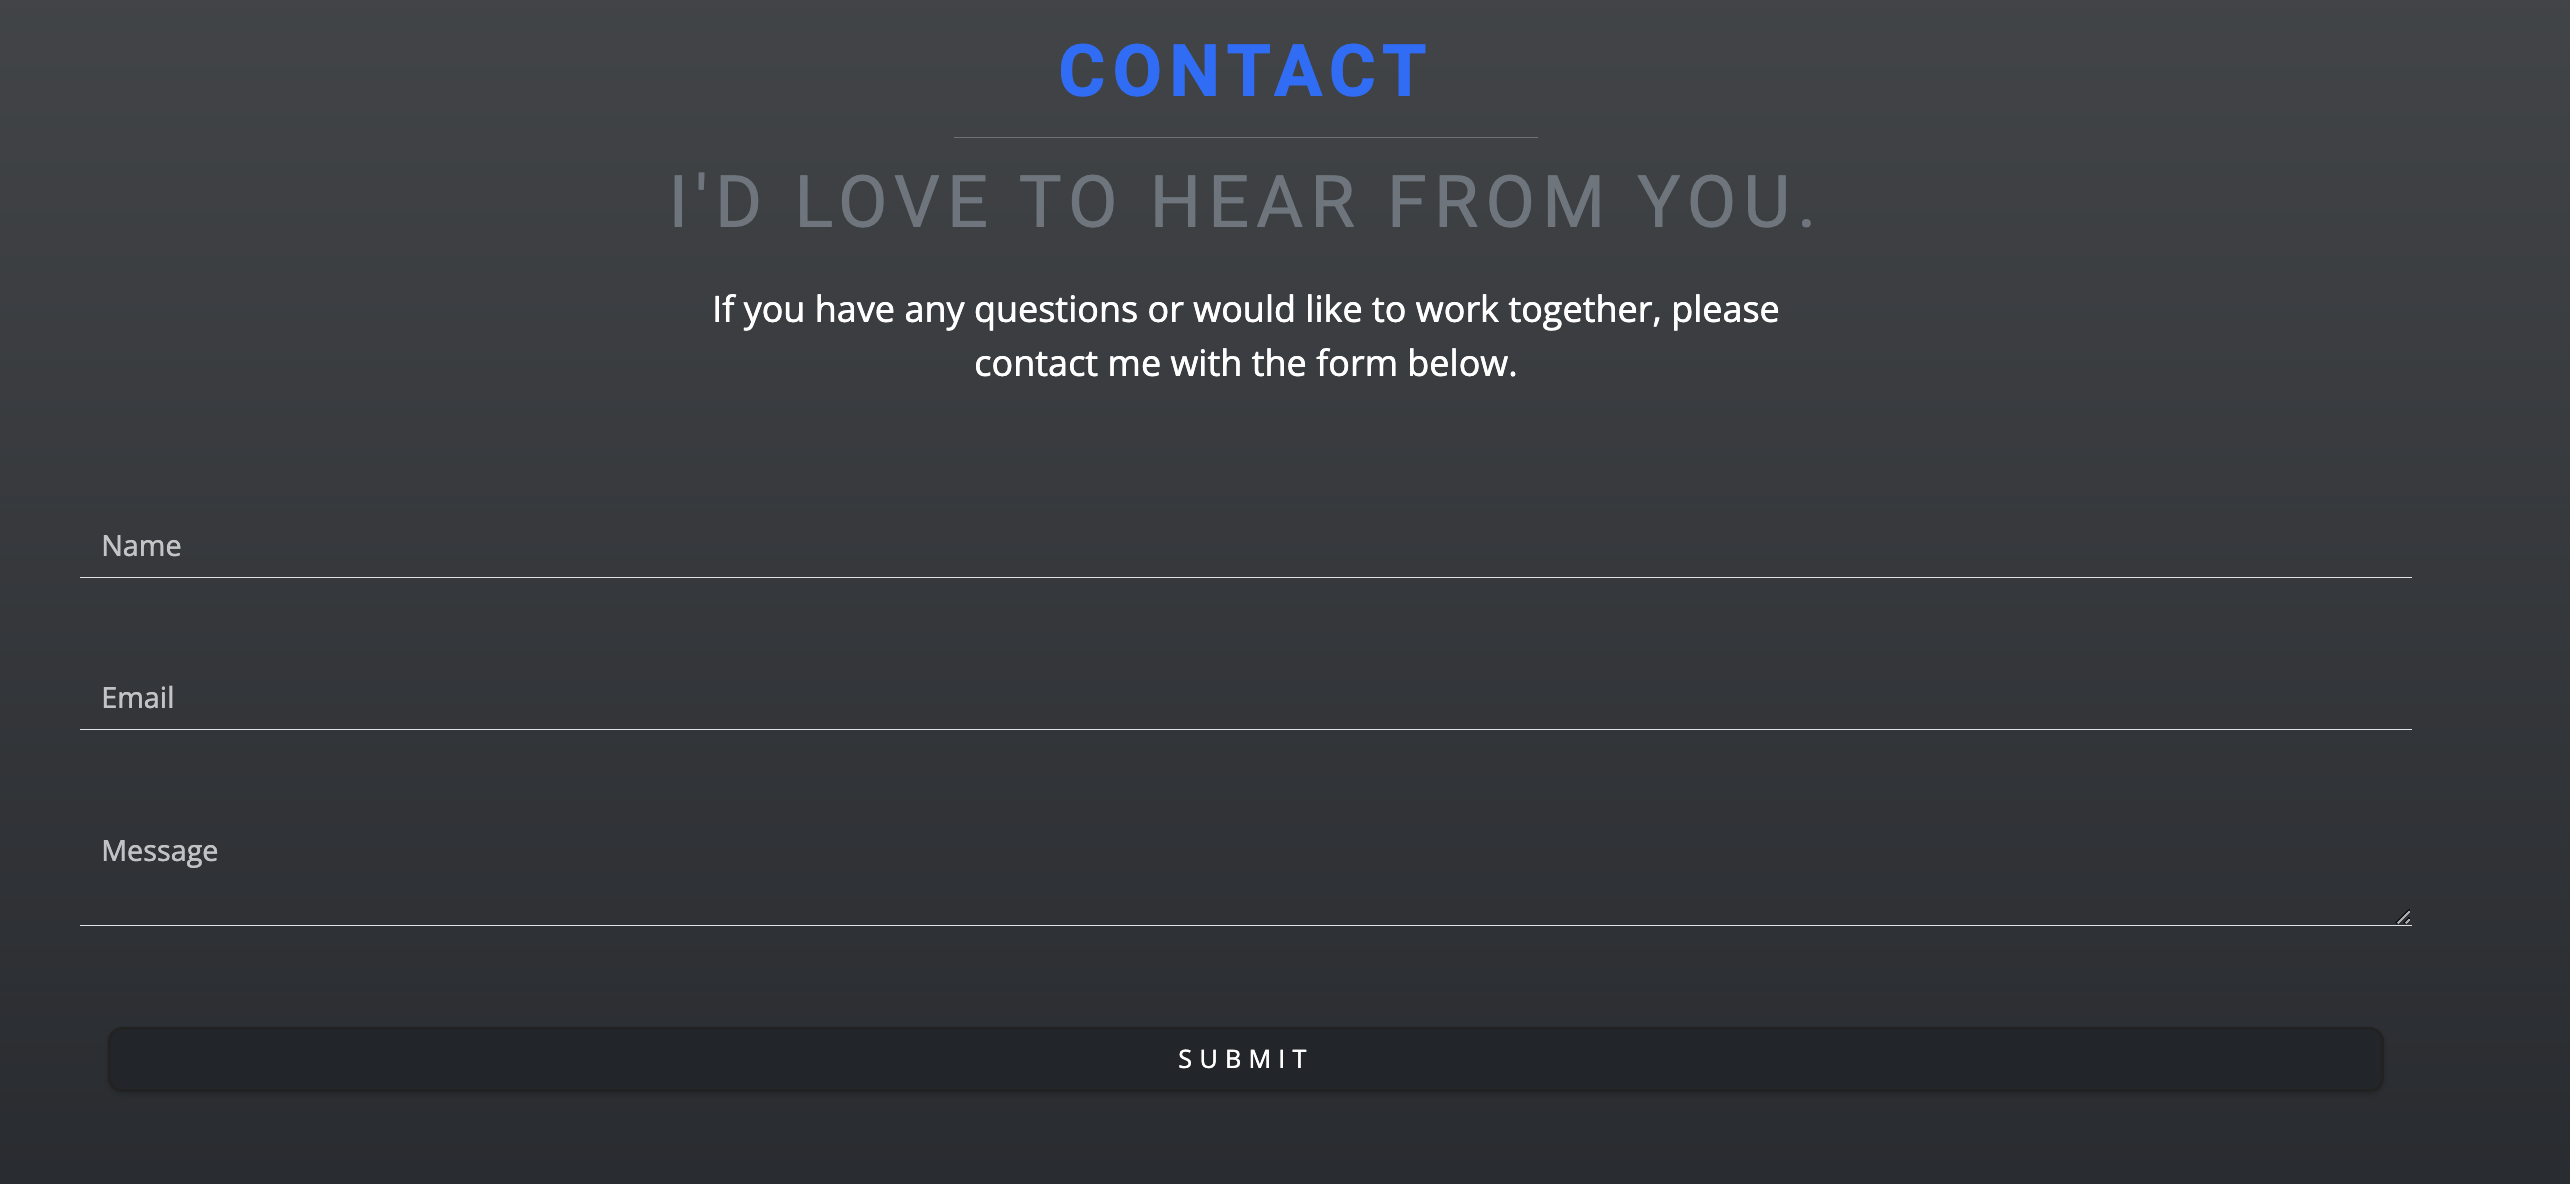 CONTACT
I'D LOVE TO HEAR FROM YOU.
If you have any questions or would like to work together, please
contact me with the form below.
Name
Email
Message
SUBMIT